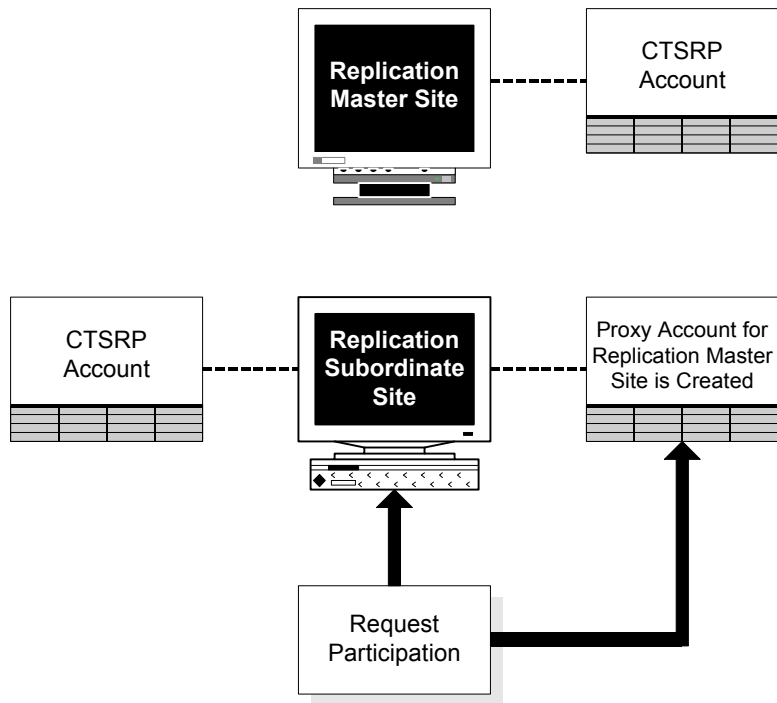 Replication
Master Site
CTSRP
Account
CTSRP
Account
Replication
Subordinate
Site
Proxy Account for
Replication Master
Site is Created
Request
Participation